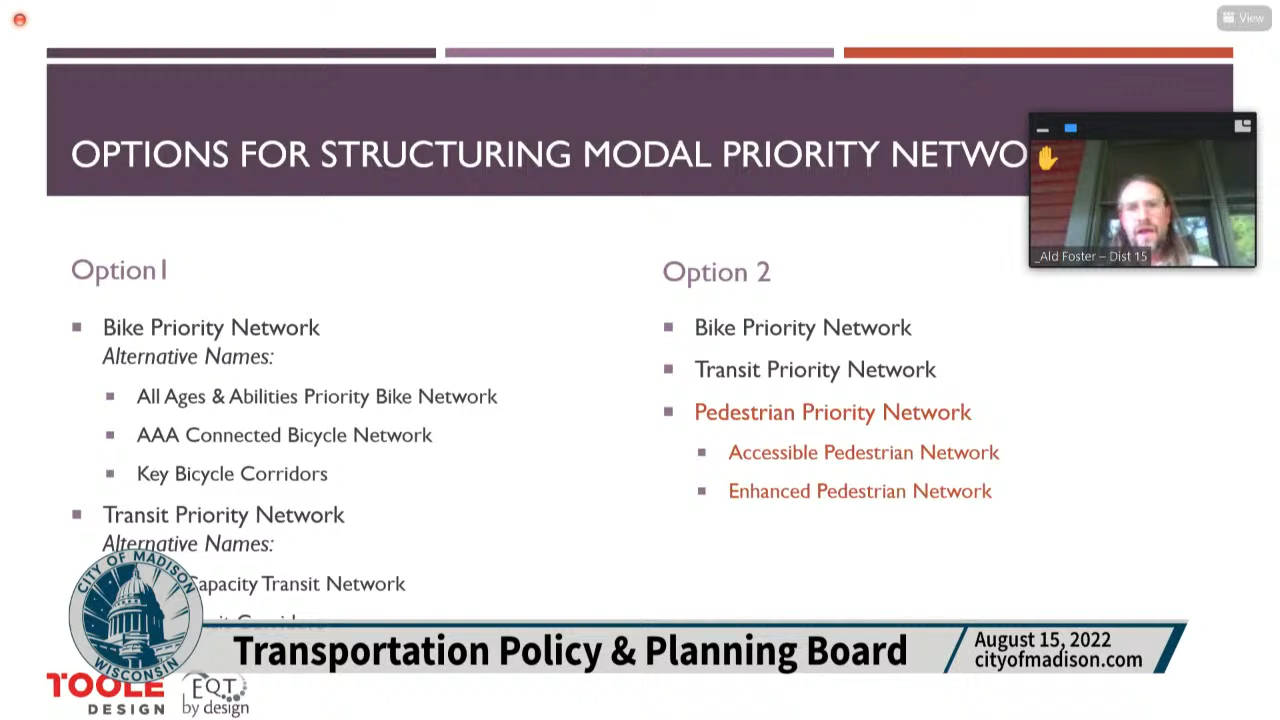 View
OPTIONS FOR STRUCTURING MODAL PRIORITY
_Ald Foster – Dist 15
Option1
Bike Priority Network
Alternative Names:
All Ages & Abilities Priority Bike Network
AAA Connected Bicycle Network
Key Bicycle Corridors
Transit Priority Network
Alternative Names:
Capacity Transit Network
Option 2
Bike Priority Network
Transit Priority Network
Pedestrian Priority Network
Accessible Pedestrian Network
Enhanced Pedestrian Network
CITY OF MADISON
WISCONSIN
Transportation Policy & Planning Board
August 15, 2022
cityofmadison.com
TOOLE
DESIGN
EQT
by design